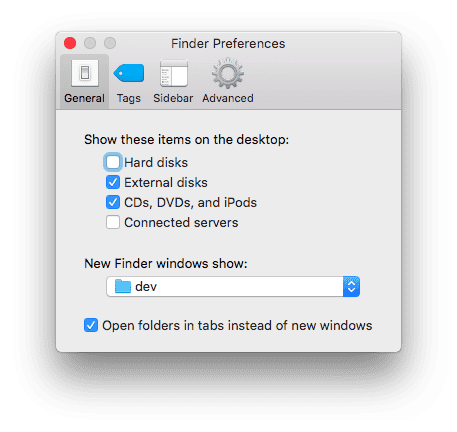 Finder Preferences
General Tags Sidebar Advanced
Show these items on the desktop:
Hard disks
External disks
CDs, DVDs, and iPods
Connected servers
New Finder windows show:
dev
Open folders in tabs instead of new windows